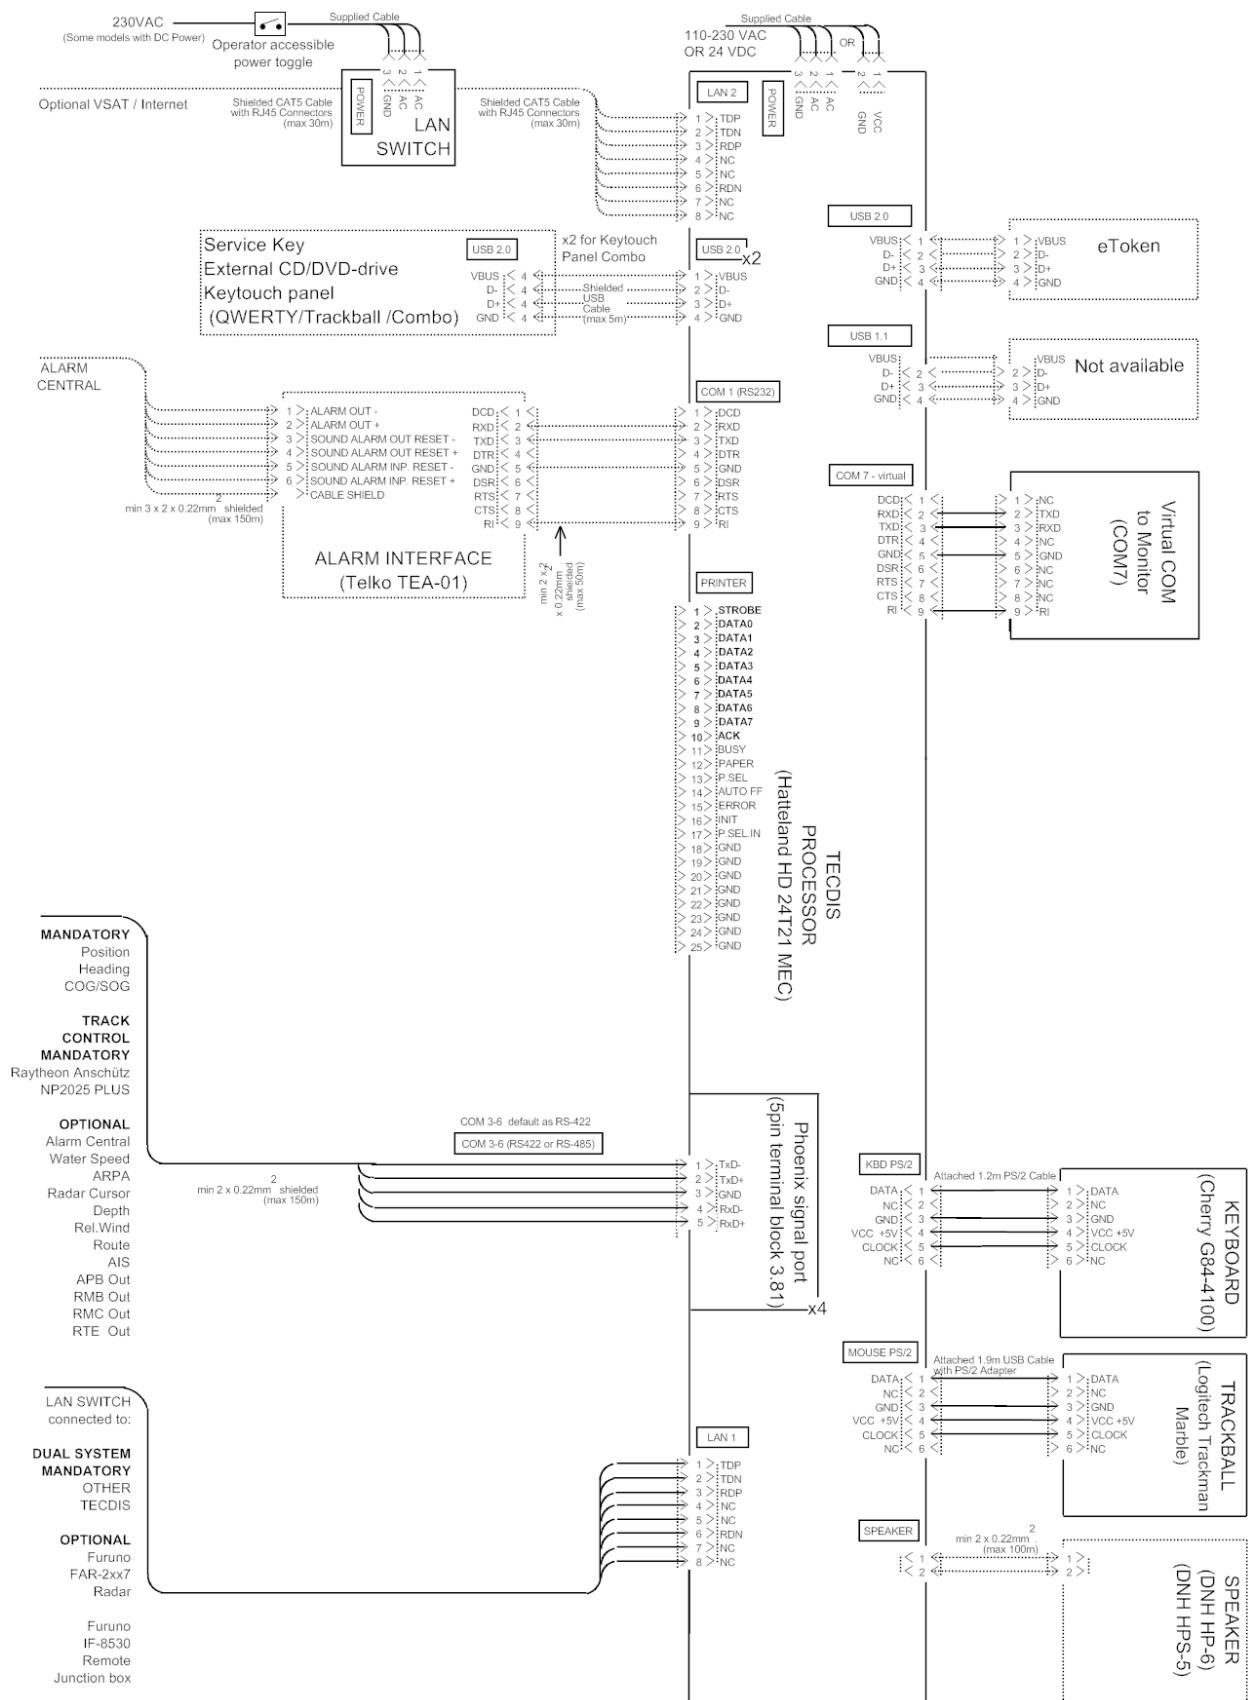 230VAC
(Some models with DC Power)
Operator accessible
power toggle
Supplied Cable
3 2 1
GND AC AC
POWER
LAN
SWITCH
Optional VSAT / Internet
Shielded CAT5 Cable
with RJ45 Connectors
(max 30m)
Shielded CAT5 Cable
with RJ45 Connectors
(max 30m)
Supplied Cable
110-230 VAC
OR 24 VDC
OR
3 2 1 2 1
GND AC AC GND VCC
POWER
LAN 2
1 TDP
2 TDN
3 RDP
4 NC
5 NC
6 RDN
7 NC
8 NC
Service Key
External CD/DVD-drive
Keytouch panel
(QWERTY/Trackball /Combo)
USB 2.0
VBUS 4
D- 4
D+ 4
GND 4
x2 for Keytouch
Panel Combo
Shielded
USB
Cable
(max 5m)
USB 2.0
x2
1 VBUS
2 D-
3 D+
4 GND
USB 2.0
VBUS 1
D- 2
D+ 3
GND 4
1 VBUS
2 D-
3 D+
4 GND
eToken
USB 1.1
VBUS
D- 2
D+ 3
GND 4
VBUS
2 D-
3 D+
4 GND
Not available
ALARM
CENTRAL
1 ALARM OUT -
2 ALARM OUT +
3 SOUND ALARM OUT RESET -
4 SOUND ALARM OUT RESET +
5 SOUND ALARM INP. RESET -
6 SOUND ALARM INP. RESET +
CABLE SHIELD
min 3 x 2 x 0.22mm 2 shielded
(max 150m)
DCD 1
RXD 2
TXD 3
DTR 4
GND 5
DSR 6
RTS 7
CTS 8
RI 9
ALARM INTERFACE
(Telko TEA-01)
min 2 x 2
x 0.22mm 2
shielded
(max 50m)
COM 1 (RS232)
1 DCD
2 RXD
3 TXD
4 DTR
5 GND
6 DSR
7 RTS
8 CTS
9 RI
COM 7 - virtual
DCD 1
RXD 2
TXD 3
DTR 4
GND 5
DSR 6
RTS 7
CTS 8
RI 9
1 NC
2 TXD
3 RXD
4 NC
5 GND
6 NC
7 NC
8 NC
9 RI
Virtual COM
to Monitor
(COM7)
PRINTER
1 STROBE
2 DATA0
3 DATA1
4 DATA2
5 DATA3
6 DATA4
7 DATA5
8 DATA6
9 DATA7
10 ACK
11 BUSY
12 PAPER
13 P.SEL
14 AUTO FF
15 ERROR
16 INIT
17 P.SEL.IN
18 GND
19 GND
20 GND
21 GND
22 GND
23 GND
24 GND
25 GND
TECDIS
PROCESSOR
(Hatteland HD 24T21 MEC)
MANDATORY
Position
Heading
COG/SOG
TRACK
CONTROL
MANDATORY
Raytheon Anschütz
NP2025 PLUS
OPTIONAL
Alarm Central
Water Speed
ARPA
Radar Cursor
Depth
Rel.Wind
Route
AIS
APB Out
RMB Out
RMC Out
RTE Out
min 2 x 0.22mm 2 shielded
(max 150m)
COM 3-6 default as RS-422
COM 3-6 (RS422 or RS-485)
1 TxD-
2 TxD+
3 GND
4 RxD-
5 RxD+
Phoenix signal port
(5pin terminal block 3.81)
x4
KBD PS/2
DATA 1
NC 2
GND 3
VCC +5V 4
CLOCK 5
NC 6
Attached 1.2m PS/2 Cable
1 DATA
2 NC
3 GND
4 VCC +5V
5 CLOCK
6 NC
KEYBOARD
(Cherry G84-4100)
MOUSE PS/2
DATA 1
NC 2
GND 3
VCC +5V 4
CLOCK 5
NC 6
Attached 1.9m USB Cable
with PS/2 Adapter
1 DATA
2 NC
3 GND
4 VCC +5V
5 CLOCK
6 NC
TRACKBALL
(Logitech Trackman
Marble)
LAN SWITCH
connected to:
DUAL SYSTEM
MANDATORY
OTHER
TECDIS
OPTIONAL
Furuno
FAR-2xx7
Radar
Furuno
IF-8530
Remote
Junction box
LAN 1
1 TDP
2 TDN
3 RDP
4 NC
5 NC
6 RDN
7 NC
8 NC
SPEAKER
1
2
min 2 x 0.22mm 2 .
(max 100m)
1
2
SPEAKER
(DNH HP-6)
(DNH HPS-5)